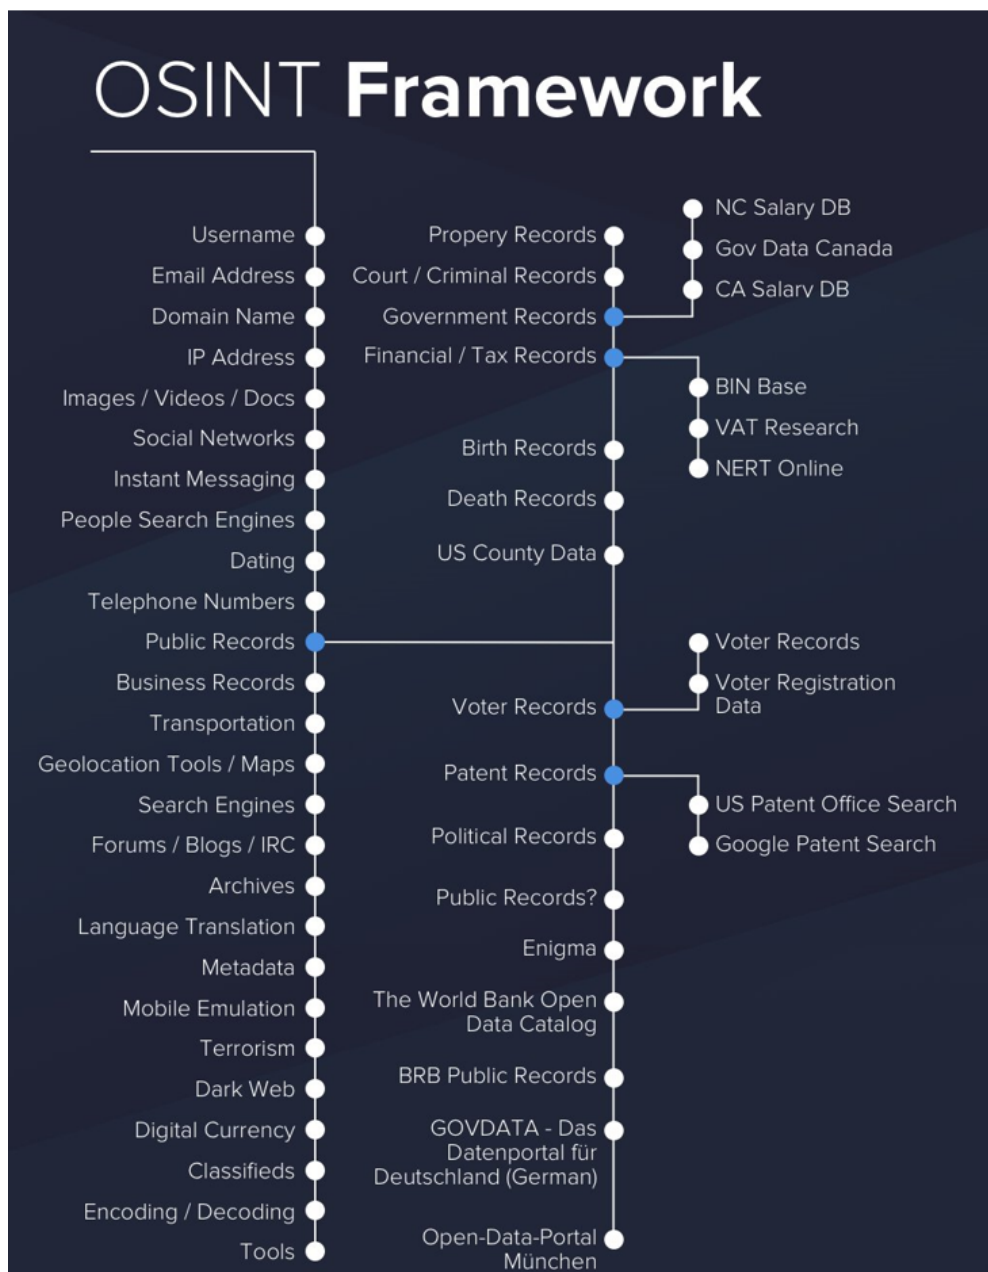 OSINT Framework
Username
Email Address
Domain Name
IP Address
Images / Videos / Docs
Social Networks
Instant Messaging
People Search Engines
Dating
Telephone Numbers
Public Records
Business Records
Transportation
Geolocation Tools / Maps
Search Engines
Forums / Blogs / IRC
Archives
Language Translation
Metadata
Mobile Emulation
Terrorism
Dark Web
Digital Currency
Classifieds
Encoding / Decoding
Tools
Propery Records
Court / Criminal Records
Government Records
Financial / Tax Records
Birth Records
Death Records
US County Data
Voter Records
Patent Records
Political Records
Public Records?
Enigma
The World Bank Open
Data Catalog
BRB Public Records
GOVDATA - Das
Datenportal für
Deutschland (German)
Open-Data-Portal
München
NC Salary DB
Gov Data Canada
CA Salary DB
BIN Base
VAT Research
NERT Online
Voter Records
Voter Registration
Data
US Patent Office Search
Google Patent Search